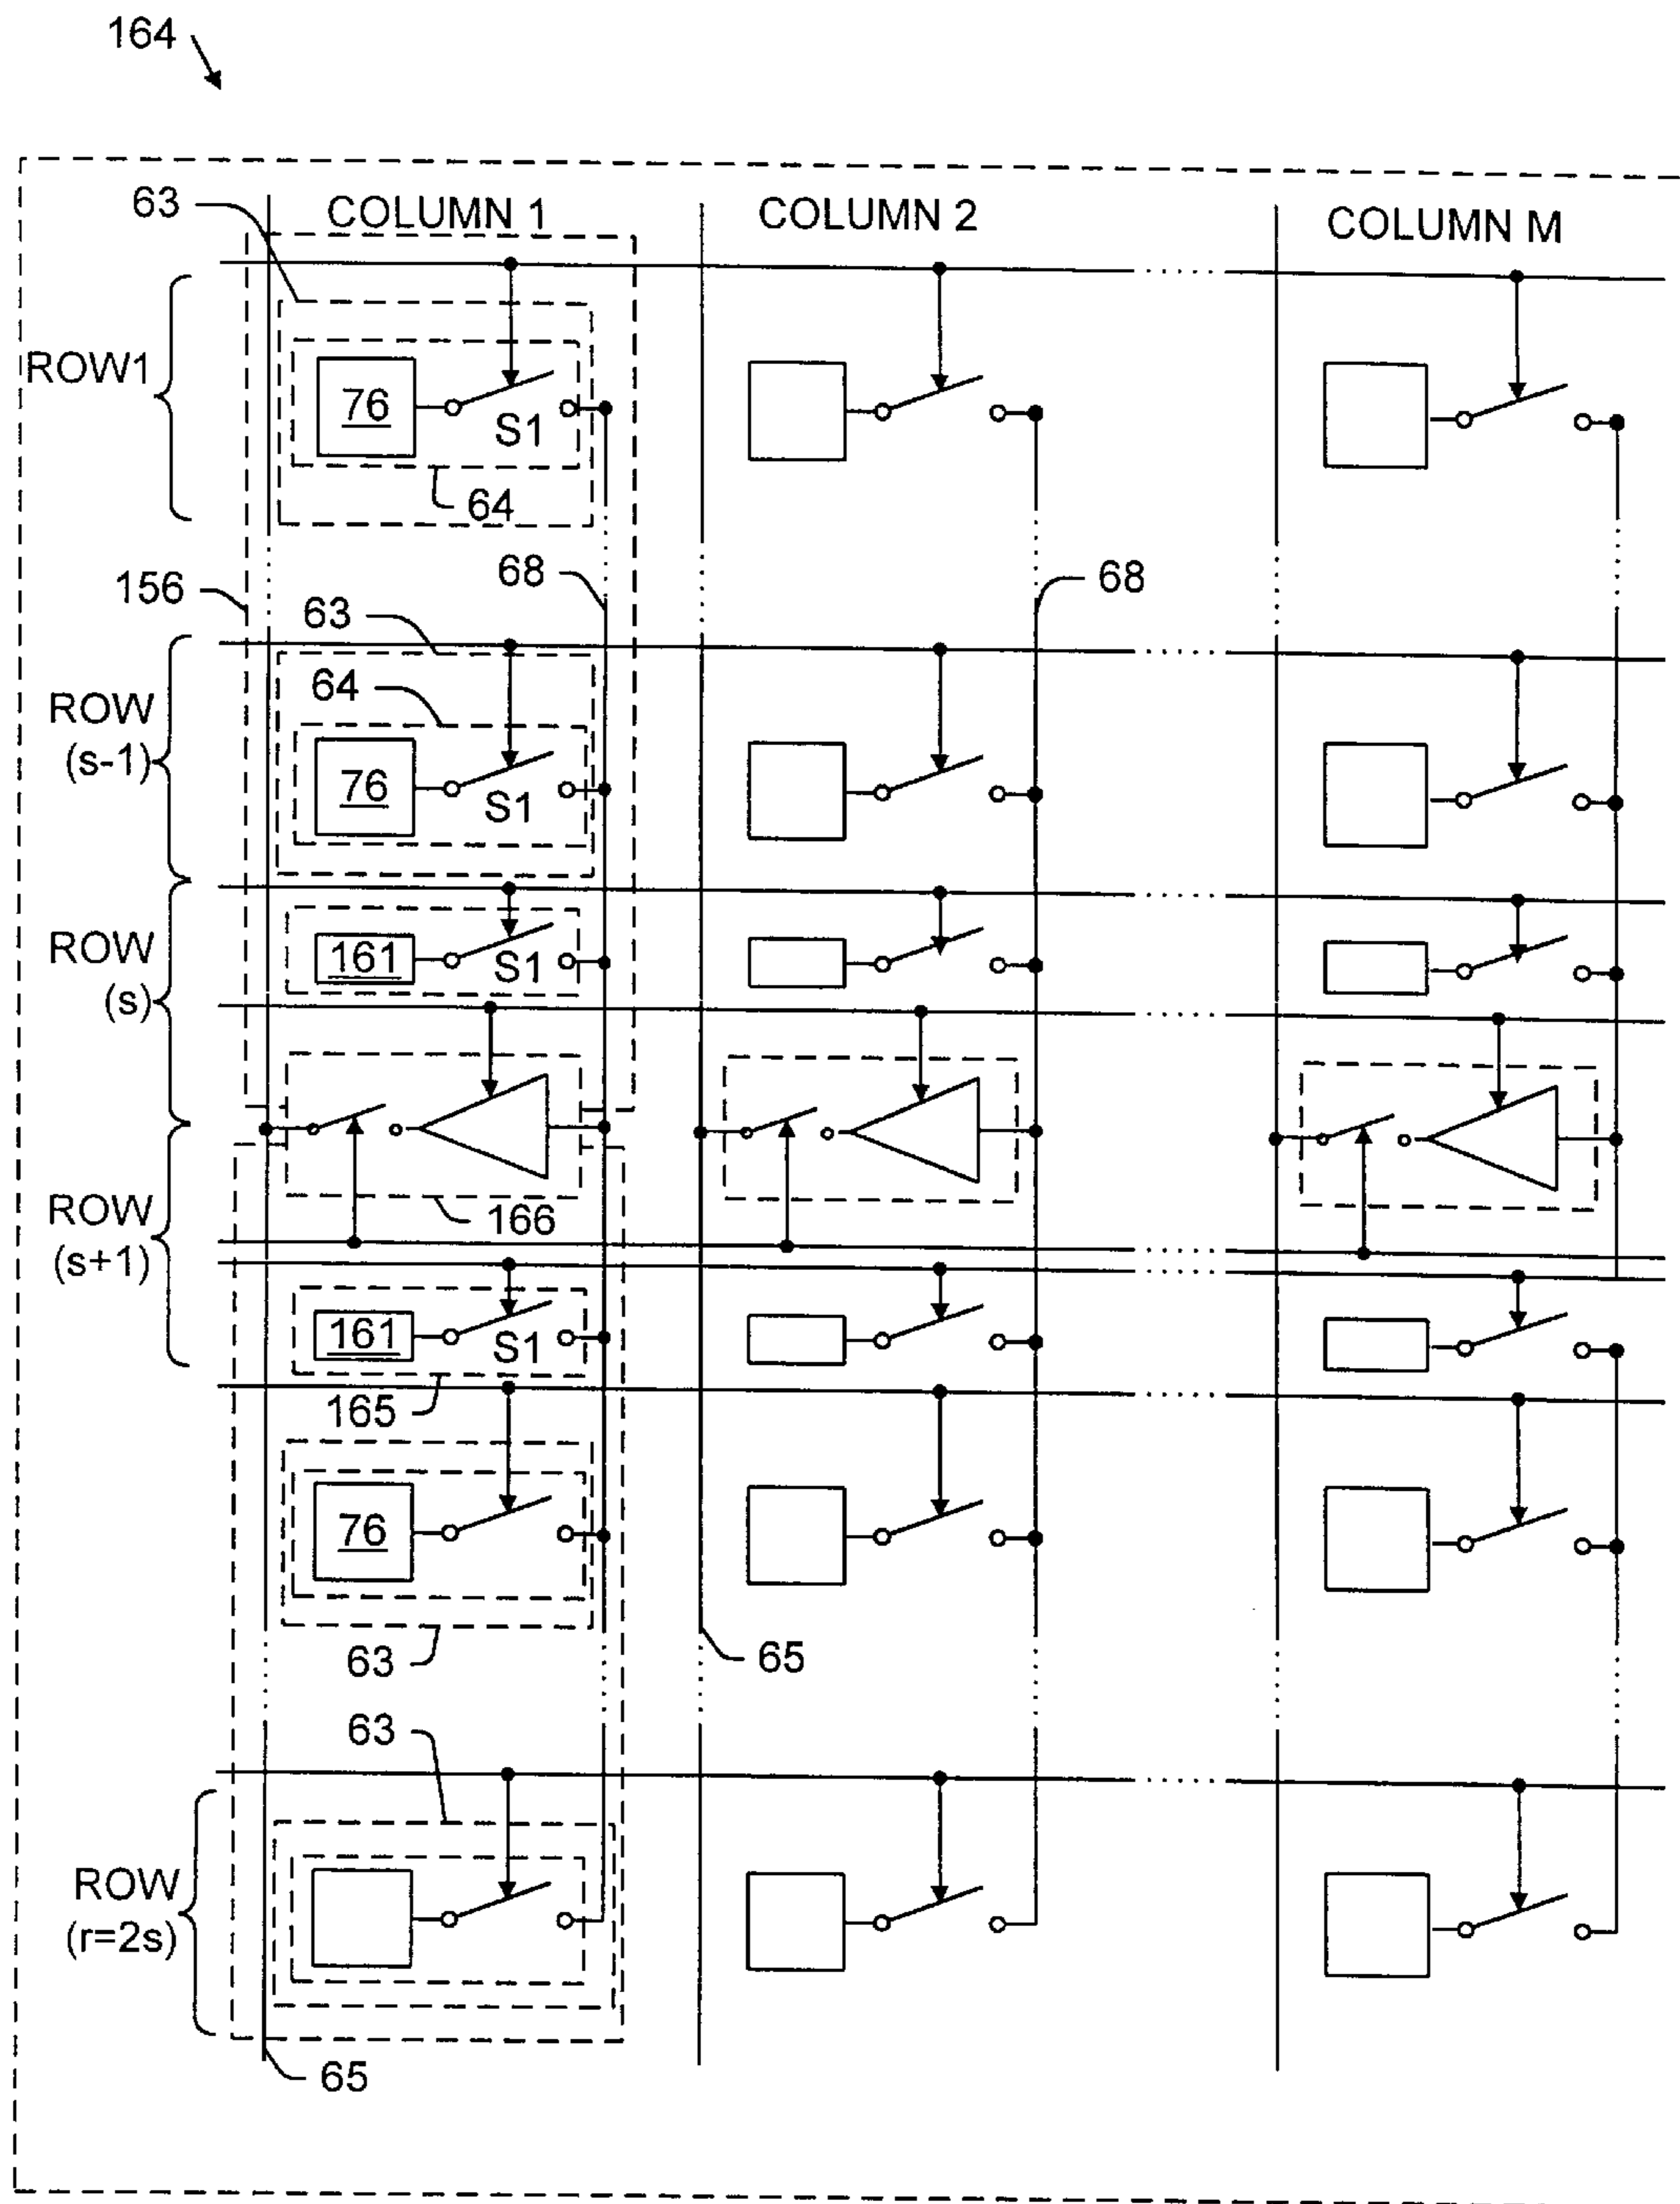 164
63
COLUMN 1
COLUMN 2
COLUMN M
ROW1
76
S1
64
68
68
156
63
64
ROW
(s-1)
76
S1
ROW
(s)
161
S1
166
ROW
(s+1)
161
S1
165
76
63
65
63
ROW
(r=2s)
65